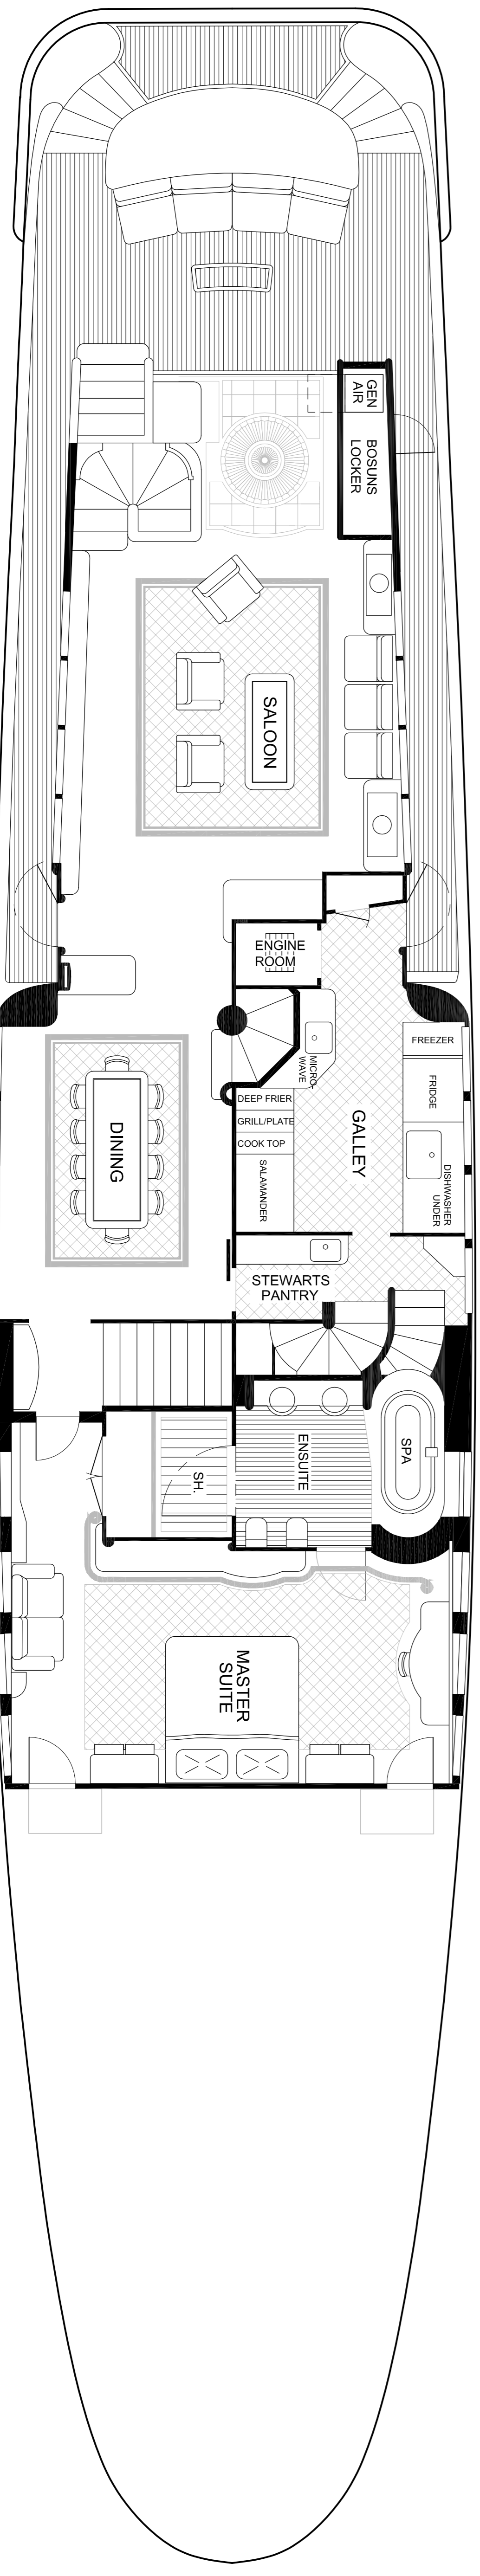 GEN
AIR
BOSUNS
LOCKER
SALOON
ENGINE
ROOM
MICRO-
WAVE
FREEZER
FRIDGE
DEEP FRIER
GRILL/PLATE
COOK TOP
SALAMANDER
GALLEY
DISHWASHER
UNDER
DINING
STEWARTS
PANTRY
SPA
ENSUITE
SH.
MASTER
SUITE